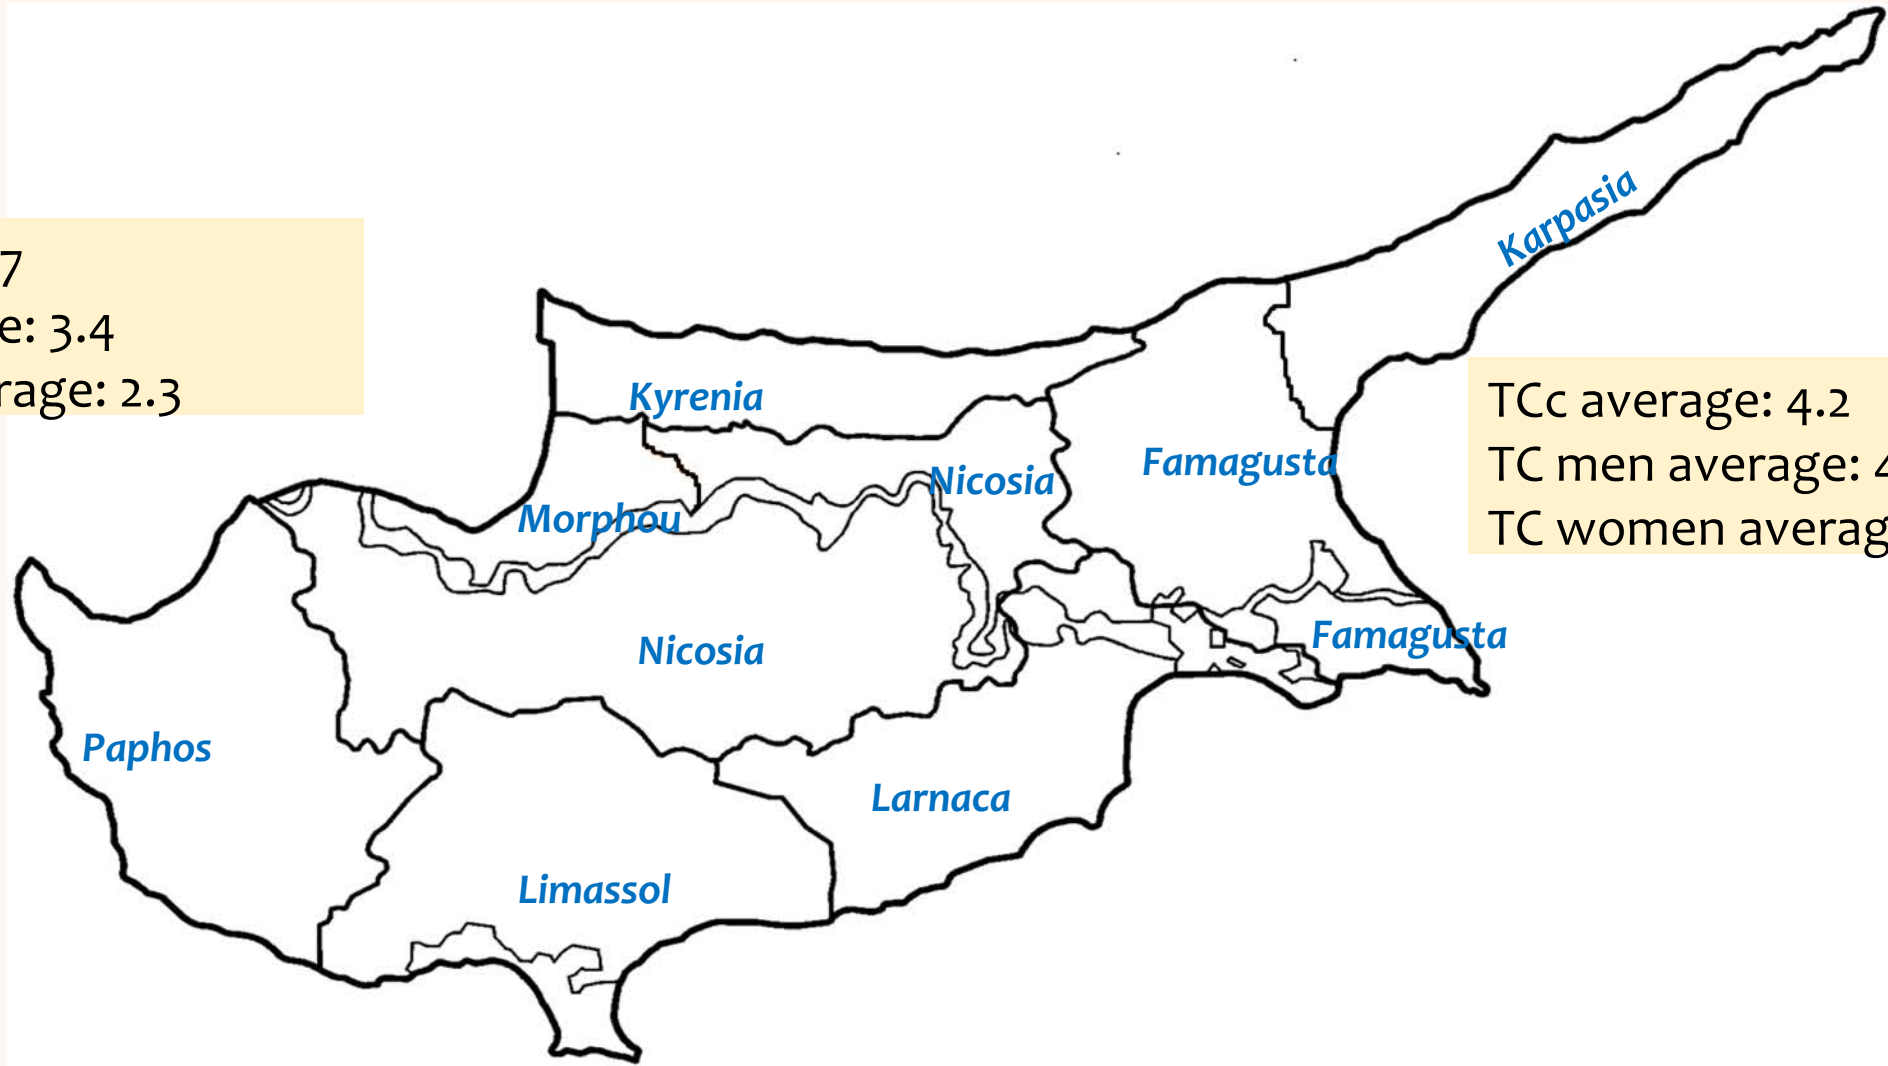 Karpasia
7
e: 3.4
rage: 2.3
Kyrenia
TCc average: 4.2
TC men average: 4
TC women averag
Famagusta
Nicosia
Morphou
Famagusta
Nicosia
Paphos
Larnaca
Limassol